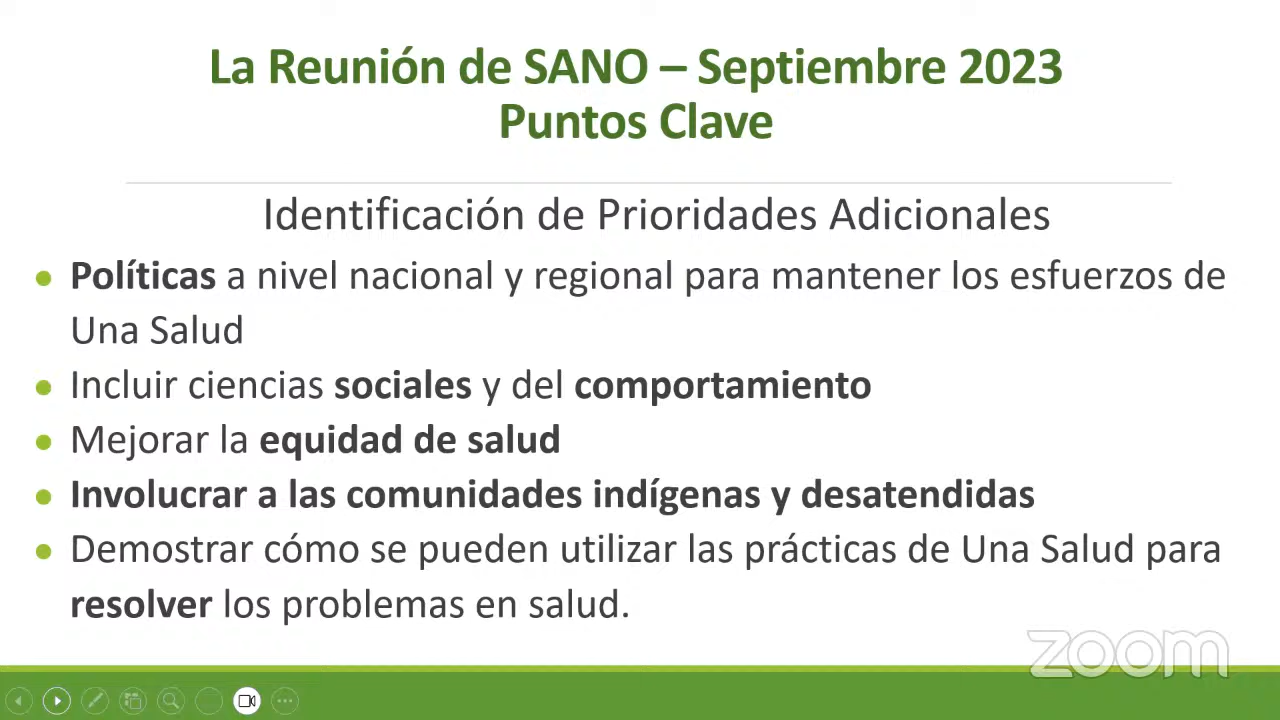 La Reunión de SANO – Septiembre 2023
Puntos Clave
Identificación de Prioridades Adicionales
Políticas a nivel nacional y regional para mantener los esfuerzos de
Una Salud
Incluir ciencias sociales y del comportamiento
Mejorar la equidad de salud
Involucrar a las comunidades indígenas y desatendidas
Demostrar cómo se pueden utilizar las prácticas de Una Salud para
resolver los problemas en salud.
zoom